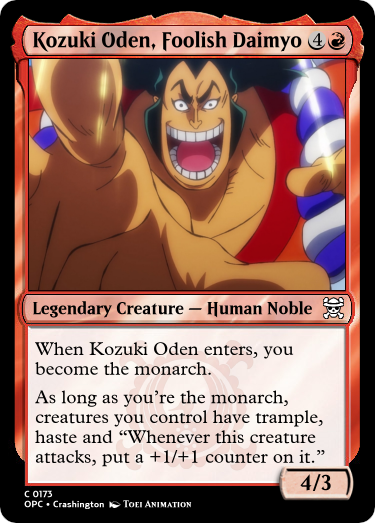 Kozuki Oden, Foolish Daimyo 4
Legendary Creature — Human Noble
When Kozuki Oden enters, you
become the monarch.
As long as you're the monarch,
creatures you control have trample,
haste and “Whenever this creature
attacks, put a +1/+1 counter on it.”
4/3
C 0173
OPC • Crashington TOEI ANIMATION